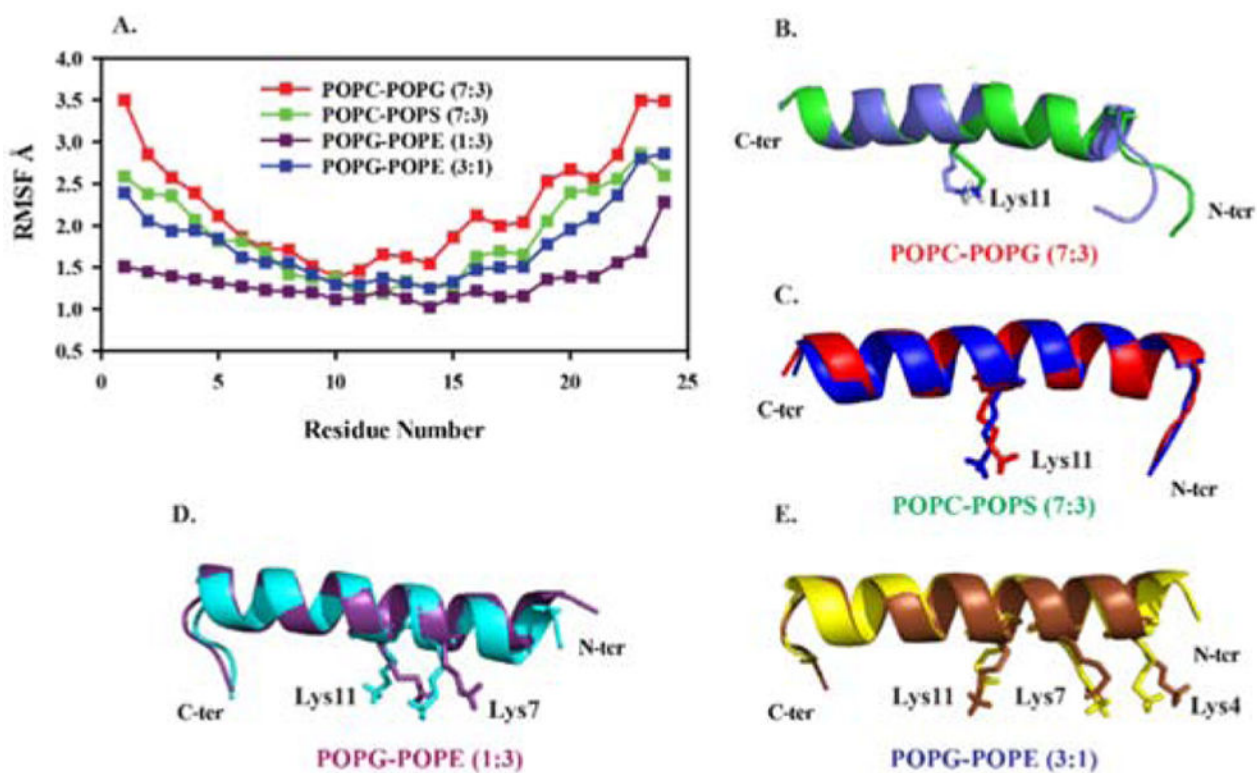 A.
4.0
3.5
3.0
2.5
2.0
1.5
1.0
0.5
RMSF Å
POPC-POPG (7:3)
POPC-POPS (7:3)
POPG-POPE (1:3)
POPG-POPE (3:1)
0 5 10 15 20 25
Residue Number
B.
C-ter
Lys11
N-ter
POPC-POPG (7:3)
C.
C-ter
Lys11
N-ter
POPC-POPS (7:3)
D.
N-ter
Lys11
Lys7
C-ter
POPG-POPE (1:3)
E.
N-ter
C-ter
Lys11
Lys7
Lys4
POPG-POPE (3:1)